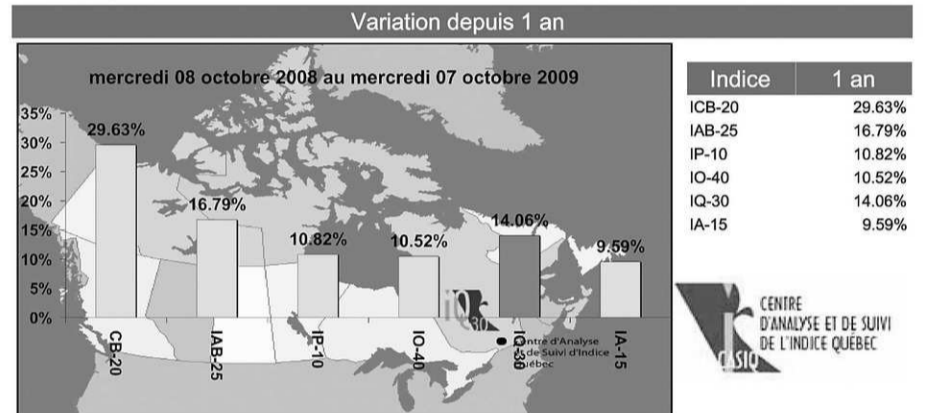 Variation depuis 1 an
mercredi 08 octobre 2008 au mercredi 07 octobre 2009
35%
30%
25%
20%
15%
10%
5%
0%
29.63%
16.79%
10.82%
10.52%
14.06%
9.59%
CB-20
IAB-25
IP-10
IO-40
IQ-30
IA-15
iQ30
Centre d'Analyse
et de Suivi d'Indice
Québec
Indice 1 an
ICB-20 29.63%
IAB-25 16.79%
IP-10 10.82%
IO-40 10.52%
IQ-30 14.06%
IA-15 9.59%
CASIQ
CENTRE
D'ANALYSE ET DE SUIVI
DE L'INDICE QUÉBEC